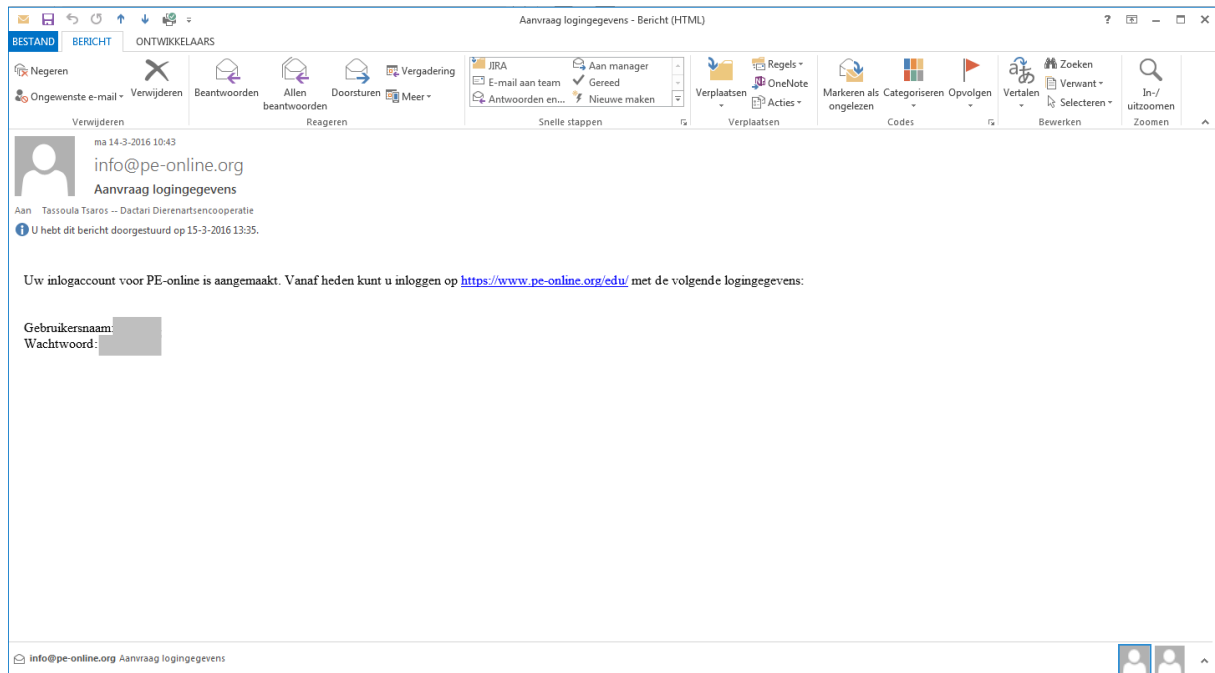 Aanvraag logingegevens - Bericht (HTML)
BESTAND BERICHT ONTWIKKELAARS
Negeren
Ongewenste e-mail
Verwijderen
Verwijderen
Beantwoorden
Allen beantwoorden
Doorsturen
Vergadering
Meer
Reageren
JIRA
E-mail aan team
Antwoorden en...
Aan manager
Gereed
Nieuwe maken
Snelle stappen
Verplaatsen
Regels
OneNote
Acties
Verplaatsen
Markeren als ongelezen
Categoriseren
Opvolgen
Codes
Vertalen
Zoeken
Verwant
Selecteren
Bewerken
In-/
uitzoomen
Zoomen
ma 14-3-2016 10:43
info@pe-online.org
Aanvraag logingegevens
Aan Tassoula Tsaros -- Dactari Dierenartsencooperatie
U hebt dit bericht doorgestuurd op 15-3-2016 13:35.
Uw inlogaccount voor PE-online is aangemaakt. Vanaf heden kunt u inloggen op https://www.pe-online.org/edu/ met de volgende logingegevens:
Gebruikersnaam:
Wachtwoord:
info@pe-online.org Aanvraag logingegevens